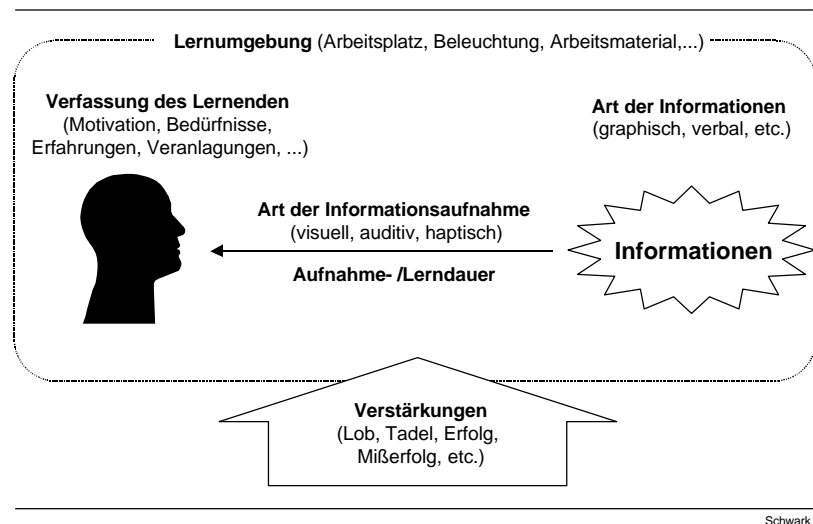 Lernumgebung (Arbeitsplatz, Beleuchtung, Arbeitsmaterial,...)
Verfassung des Lernenden
(Motivation, Bedürfnisse,
Erfahrungen, Veranlagungen, ...)
Art der Informationen
(graphisch, verbal, etc.)
Art der Informationsaufnahme
(visuell, auditiv, haptisch)
Aufnahme- /Lerndauer
Informationen
Verstärkungen
(Lob, Tadel, Erfolg,
Mißerfolg, etc.)
Schwark